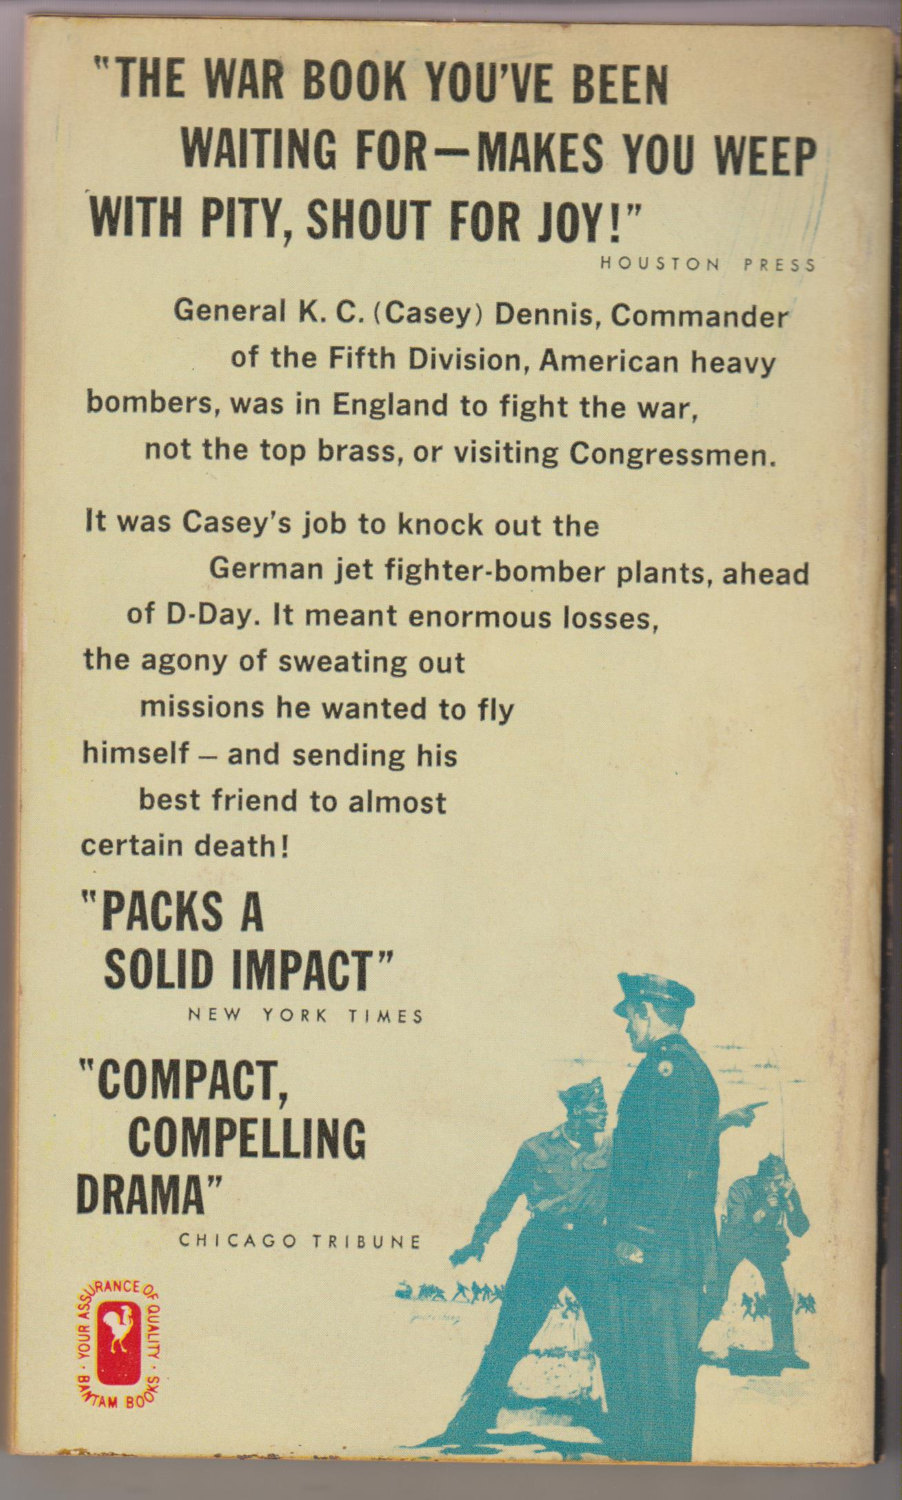 "THE WAR BOOK YOU'VE BEEN
WAITING FOR—MAKES YOU WEEP
WITH PITY, SHOUT FOR JOY!"
HOUSTON PRESS
General K. C. (Casey) Dennis, Commander
of the Fifth Division, American heavy
bombers, was in England to fight the war,
not the top brass, or visiting Congressmen.
It was Casey's job to knock out the
German jet fighter-bomber plants, ahead
of D-Day. It meant enormous losses,
the agony of sweating out
missions he wanted to fly
himself – and sending his
best friend to almost
certain death!
"PACKS A
SOLID IMPACT"
NEW YORK TIMES
"COMPACT,
COMPELLING
DRAMA"
CHICAGO TRIBUNE
YOUR ASSURANCE OF QUALITY · BANTAM BOOKS ·